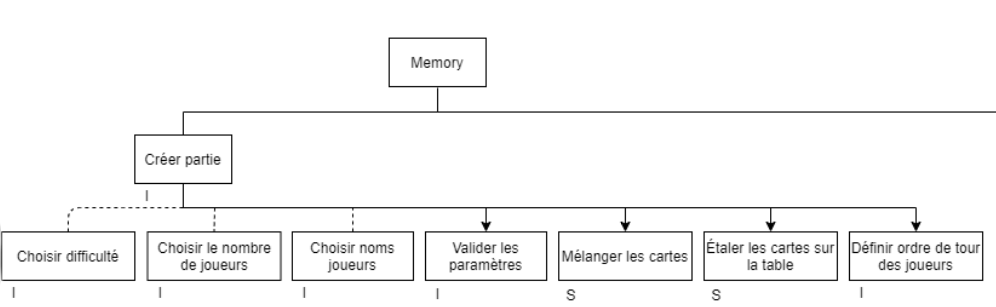 Memory
Créer partie
I
Choisir difficulté
Choisir le nombre
de joueurs
Choisir noms
joueurs
Valider les
paramètres
Mélanger les cartes
Étaler les cartes sur
la table
Définir ordre de tour
des joueurs
I
I
I
I
S
S
I